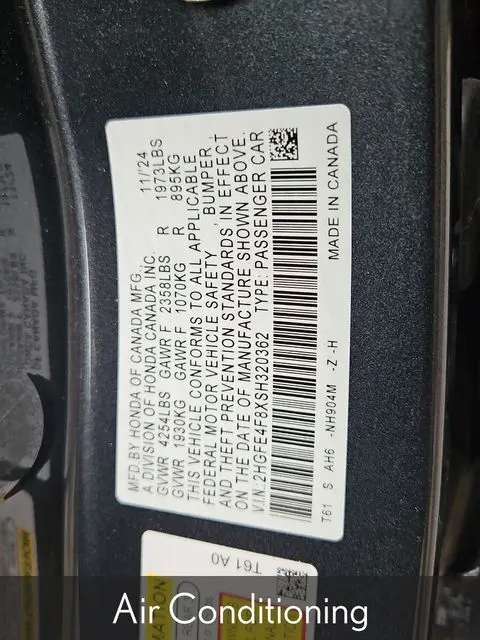 MFD.BY HONDA OF CANADA MFG. 11/'24
A DIVISION OF HONDA CANADA INC.
GVWR 4254LBS GAWR F 2358LBS R 1973LBS
GVWR 1930KG GAWR F 1070KG R 895KG
THIS VEHICLE CONFORMS TO ALL APPLICABLE
FEDERAL MOTOR VEHICLE SAFETY , BUMPER ,
AND THEFT PREVENTION STANDARDS IN EFFECT
ON THE DATE OF MANUFACTURE SHOWN ABOVE.
V.I.N.:2HGFE4F8XSH320362 TYPE: PASSENGER CAR
T61 S AH6 -NH904M -Z -H MADE IN CANADA
T61 A0
Air Conditioning